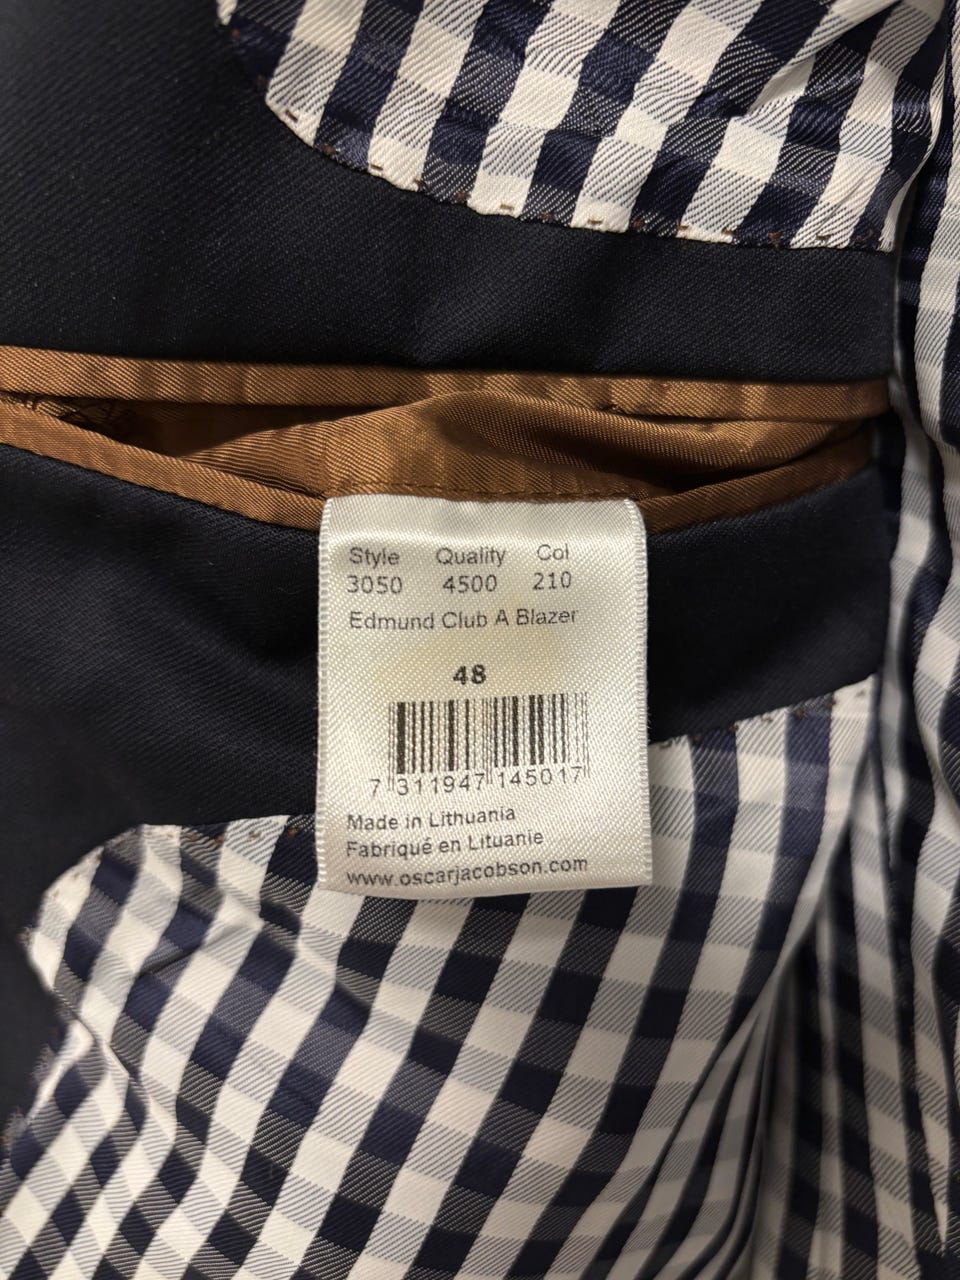 Style Quality Col
3050 4500 210
Edmund Club A Blazer
48
7 311947 145017
Made in Lithuania
Fabriqué en Lituanie
www.oscarjacobson.com